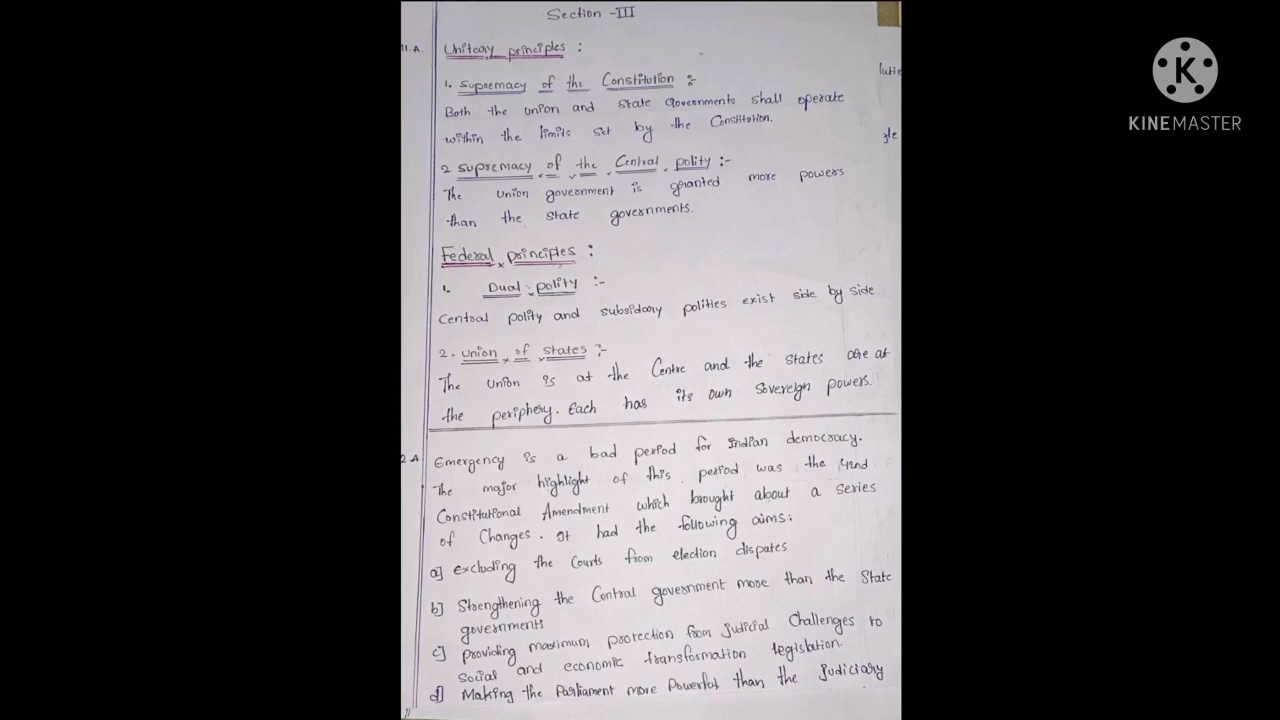 Section -III
11.A. Unitary principles :
1. Supremacy of the Constitution :-
Both the union and state Governments shall operate
within the limits set by the Constitution.
2. Supremacy of the Central polity :-
The union government is granted more powers
than the state governments.
Federal principles :
1. Dual polity :-
Central polity and subsidary polities exist side by side
2. union of states :-
The union is at the Centre and the states are at
the periphery. Each has its own sovereign powers.
2.A Emergency is a bad period for Indian democracy.
The major highlight of this period was the 42nd
Constitutional Amendment which brought about a series
of changes. It had the following aims:
a] excluding the Courts from election dispates
b] Strengthening the Central government more than the State
governments
c] providing maximum protection from judicial challenges to
social and economic transformation legislation.
d] Making the Parliament more powerful than the judiciary
lutie
gle
K
KINEMASTER